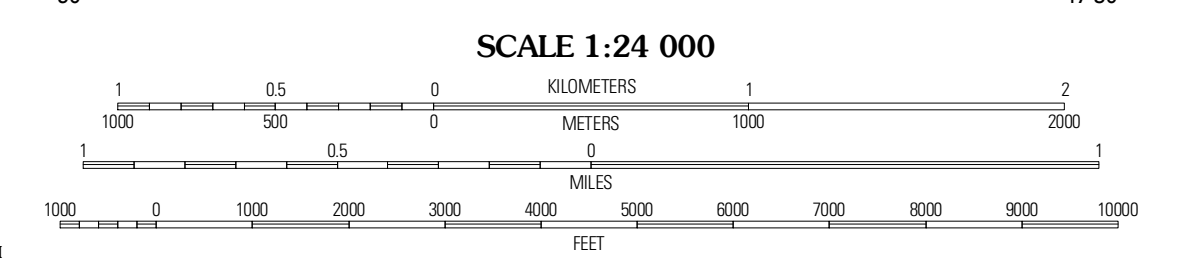 SCALE 1:24 000
1 0.5 0 KILOMETERS 1 2
1000 500 0 METERS 1000 2000
1 0.5 0 1
MILES
1000 0 1000 2000 3000 4000 5000 6000 7000 8000 9000 10000
FEET